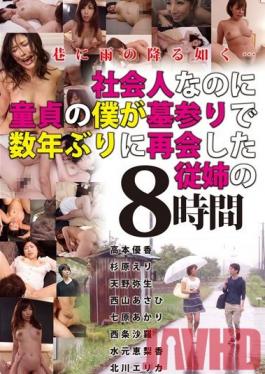 巷に雨の降る如く…
社会人なのに
童貞の僕が墓参りで
数年ぶりに再会した
従姉の
8時間
高本優香
杉原えり
天野弥生
西山あさひ
七原あかり
西条沙羅
水元恵梨香
北川エリカ
HD